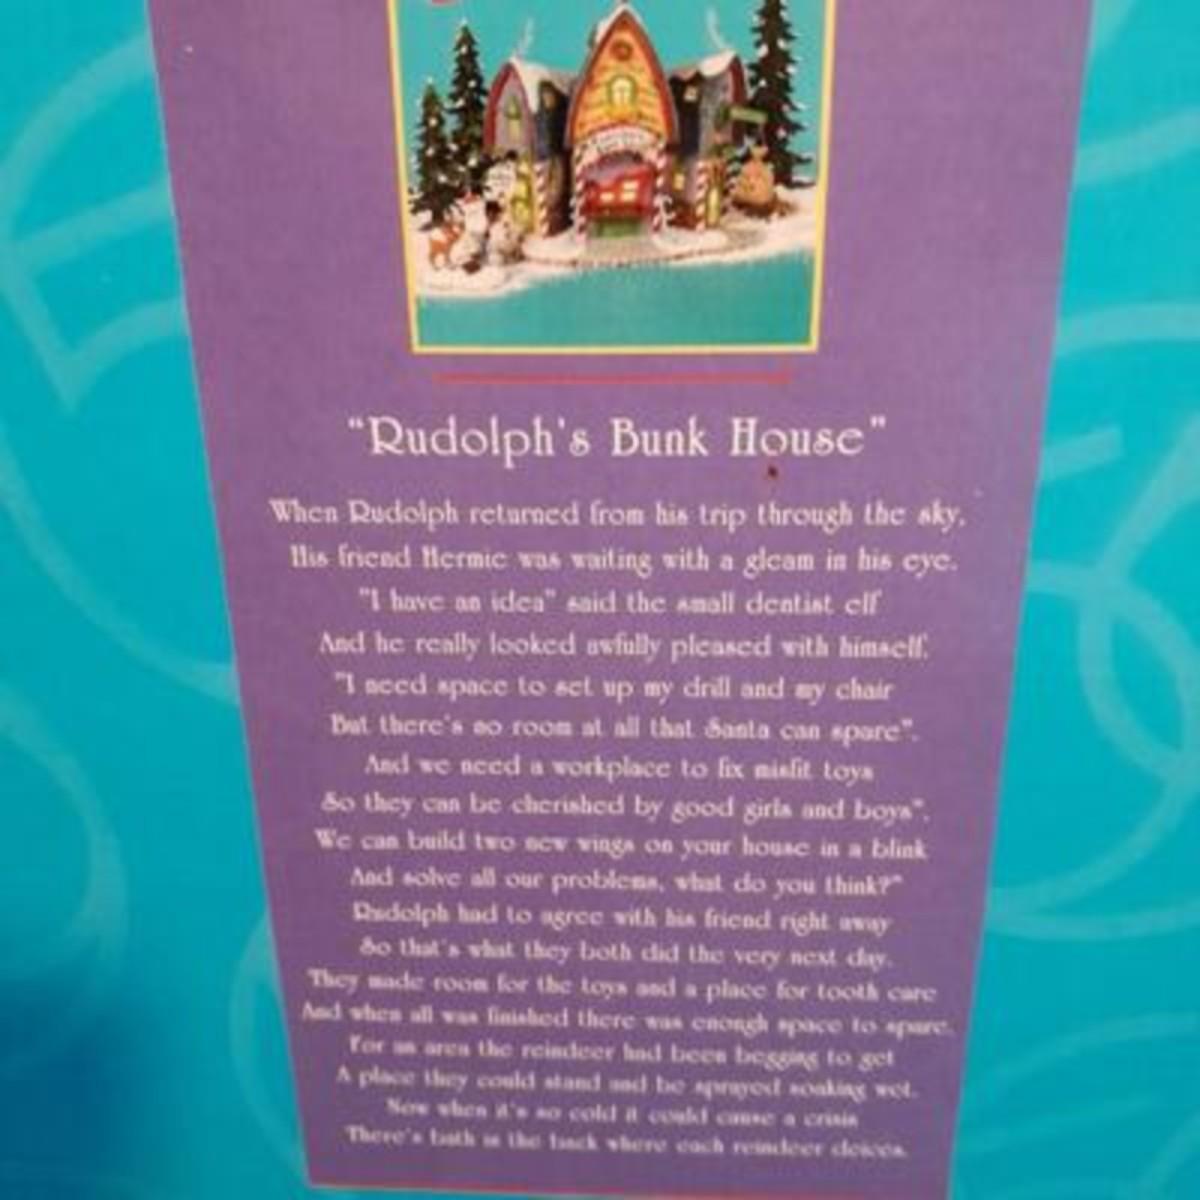 "Rudolph's Bunk House"
When Rudolph returned from his trip through the sky,
His friend Hermie was waiting with a gleam in his eye.
"I have an idea" said the small dentist elf
And he really looked awfully pleased with himself.
"I need space to set up my drill and my chair
But there's no room at all that Santa can spare".
And we need a workplace to fix misfit toys
So they can be cherished by good girls and boys".
We can build two new wings on your house in a blink
And solve all our problems, what do you think?"
Rudolph had to agree with his friend right away
So that's what they both did the very next day.
They made room for the toys and a place for tooth care
And when all was finished there was enough space to spare.
For an area the reindeer had been begging to get
A place they could stand and be sprayed soaking wet.
Now when it's so cold it could cause a crisis
There's bath in the back where each reindeer deices.